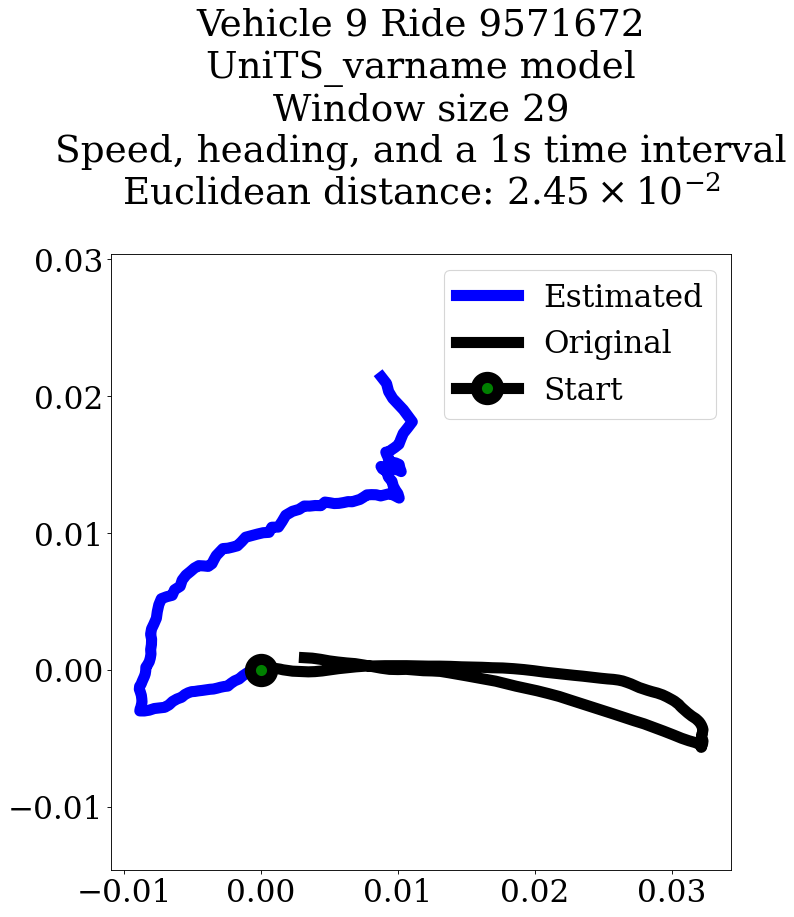 Vehicle 9 Ride 9571672
UniTS_varname model
Window size 29
Speed, heading, and a 1s time interval
Euclidean distance: 2.45 × 10⁻²
0.03
0.02
0.01
0.00
−0.01
Estimated
Original
Start
−0.01 0.00 0.01 0.02 0.03